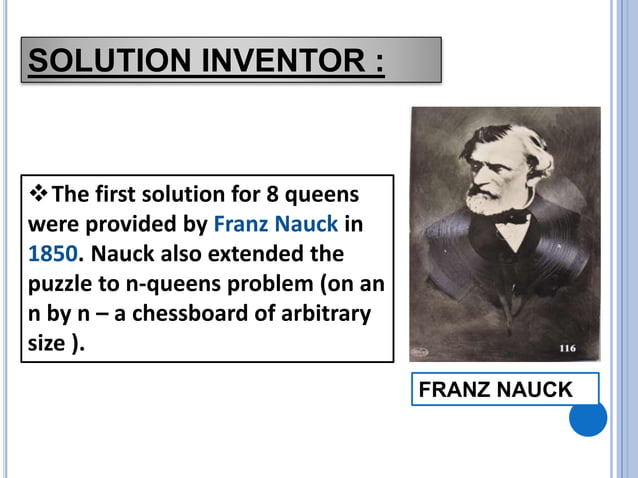 SOLUTION INVENTOR :
❖The first solution for 8 queens
were provided by Franz Nauck in
1850. Nauck also extended the
puzzle to n-queens problem (on an
n by n – a chessboard of arbitrary
size ).
116
FRANZ NAUCK